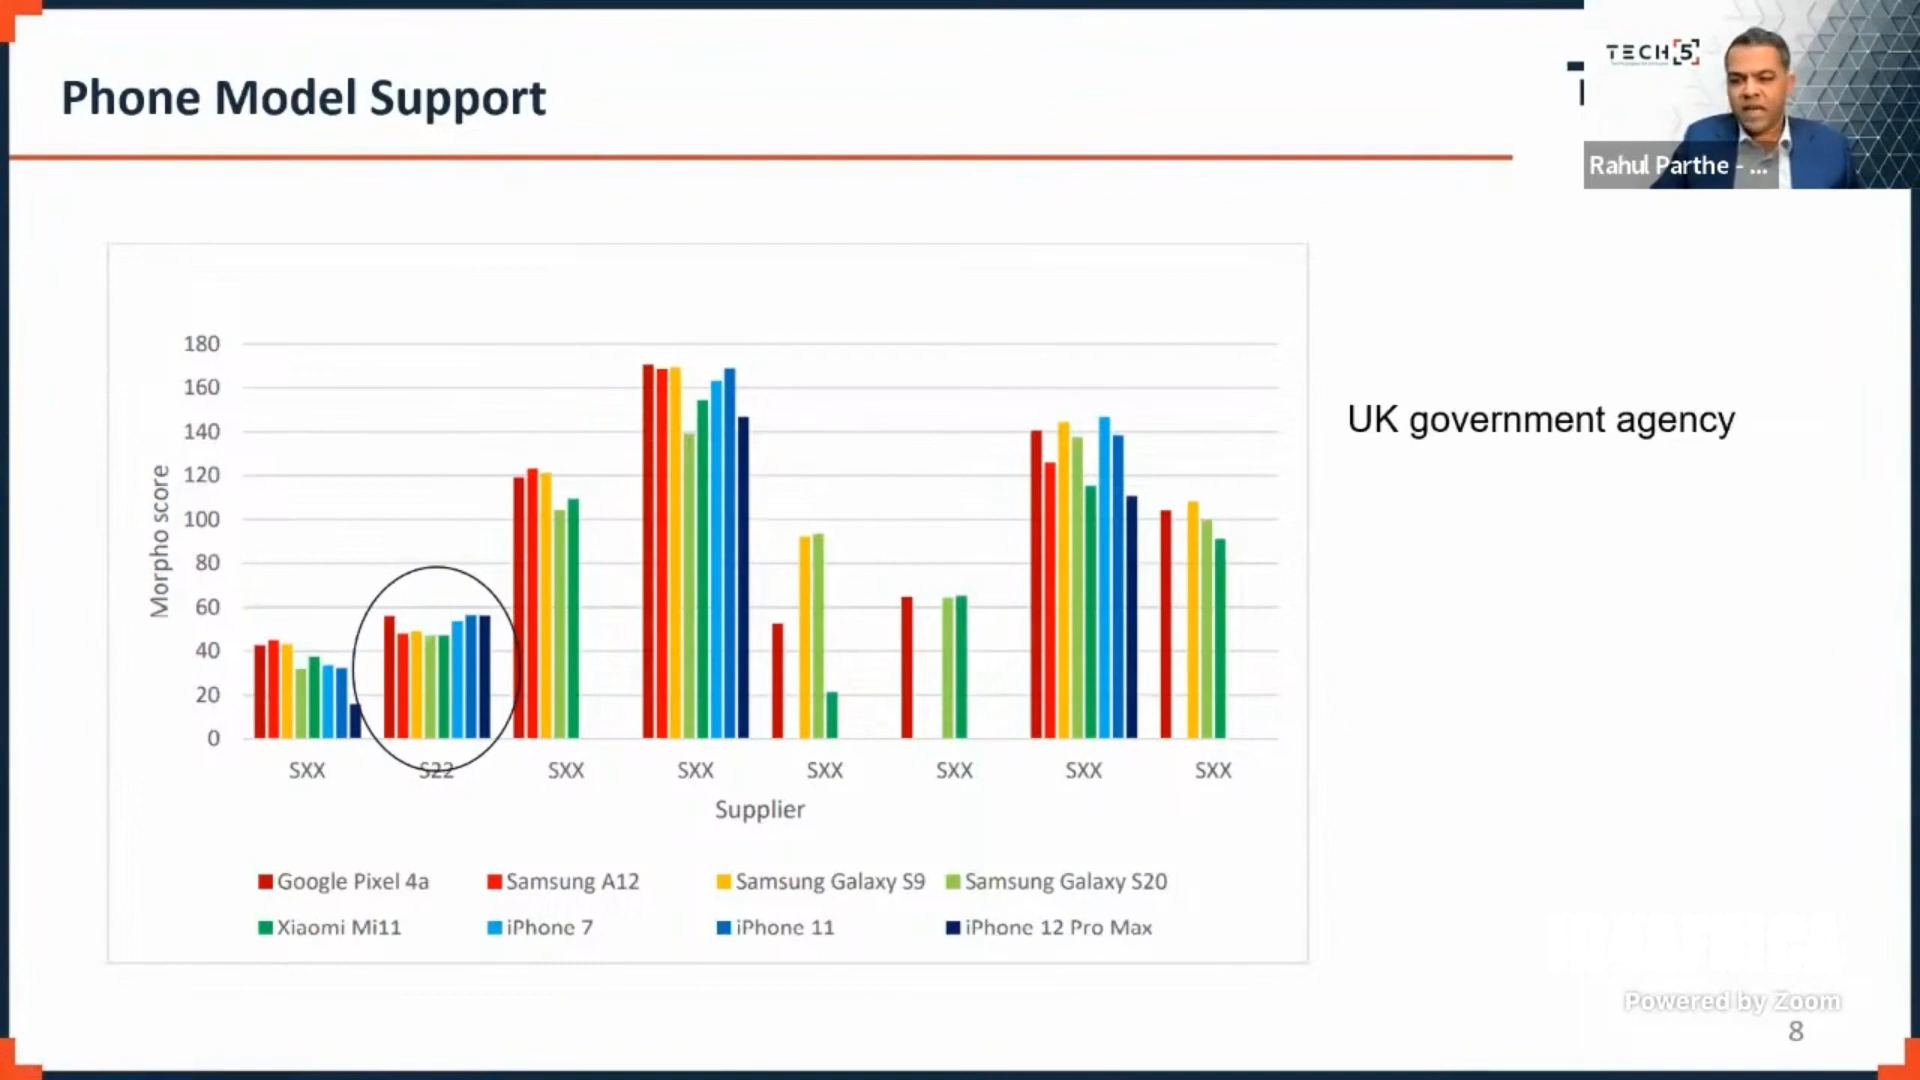 Phone Model Support
TECH5
Rahul Parthe - ...
UK government agency
180
160
140
120
100
80
60
40
20
0
Morpho score
SXX S22 SXX SXX SXX SXX SXX SXX
Supplier
Google Pixel 4a Samsung A12 Samsung Galaxy S9 Samsung Galaxy S20
Xiaomi Mi11 iPhone 7 iPhone 11 iPhone 12 Pro Max
Powered by Zoom
8